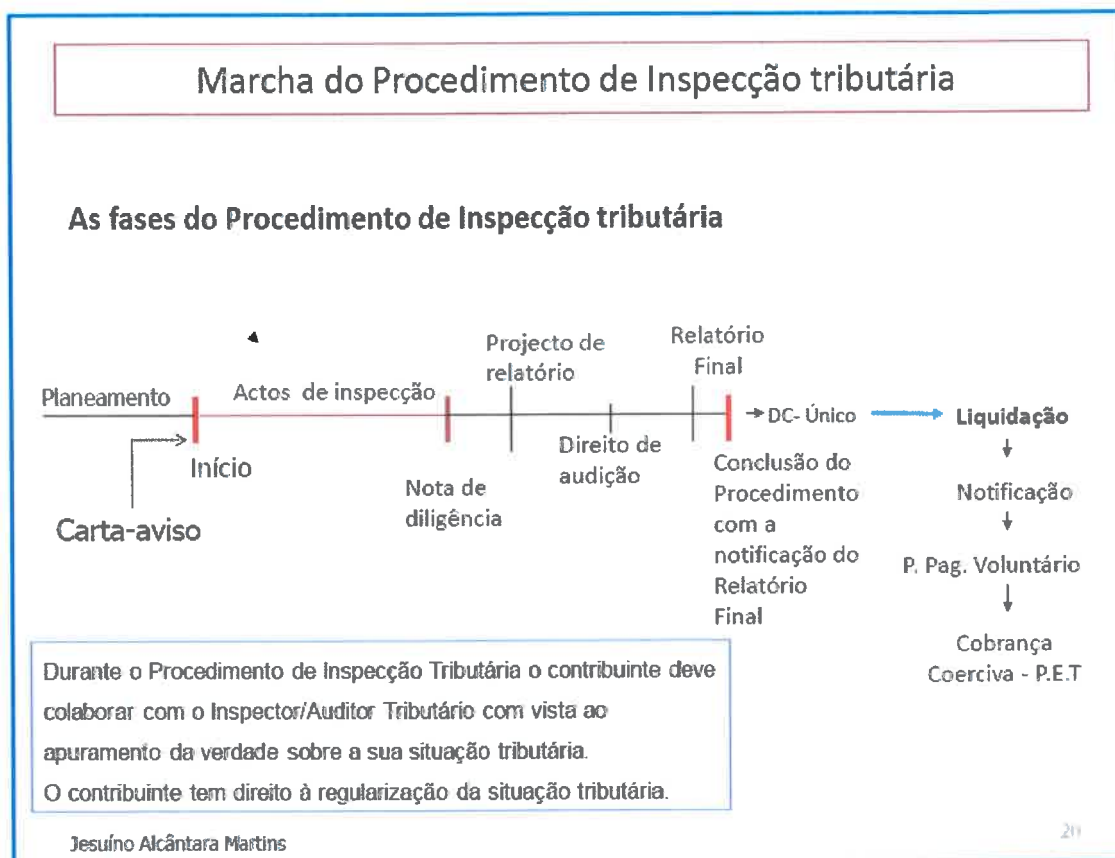 Marcha do Procedimento de Inspecção tributária
As fases do Procedimento de Inspecção tributária
Planeamento
Carta-aviso
Início
Actos de inspecção
Nota de
diligência
Projecto de
relatório
Direito de
audição
Relatório
Final
Conclusão do
Procedimento
com a
notificação do
Relatório
Final
DC- Único
Liquidação
Notificação
P. Pag. Voluntário
Cobrança
Coerciva - P.E.T
Durante o Procedimento de Inspecção Tributária o contribuinte deve
colaborar com o Inspector/Auditor Tributário com vista ao
apuramento da verdade sobre a sua situação tributária.
O contribuinte tem direito à regularização da situação tributária.
Jesuíno Alcântara Martins
20